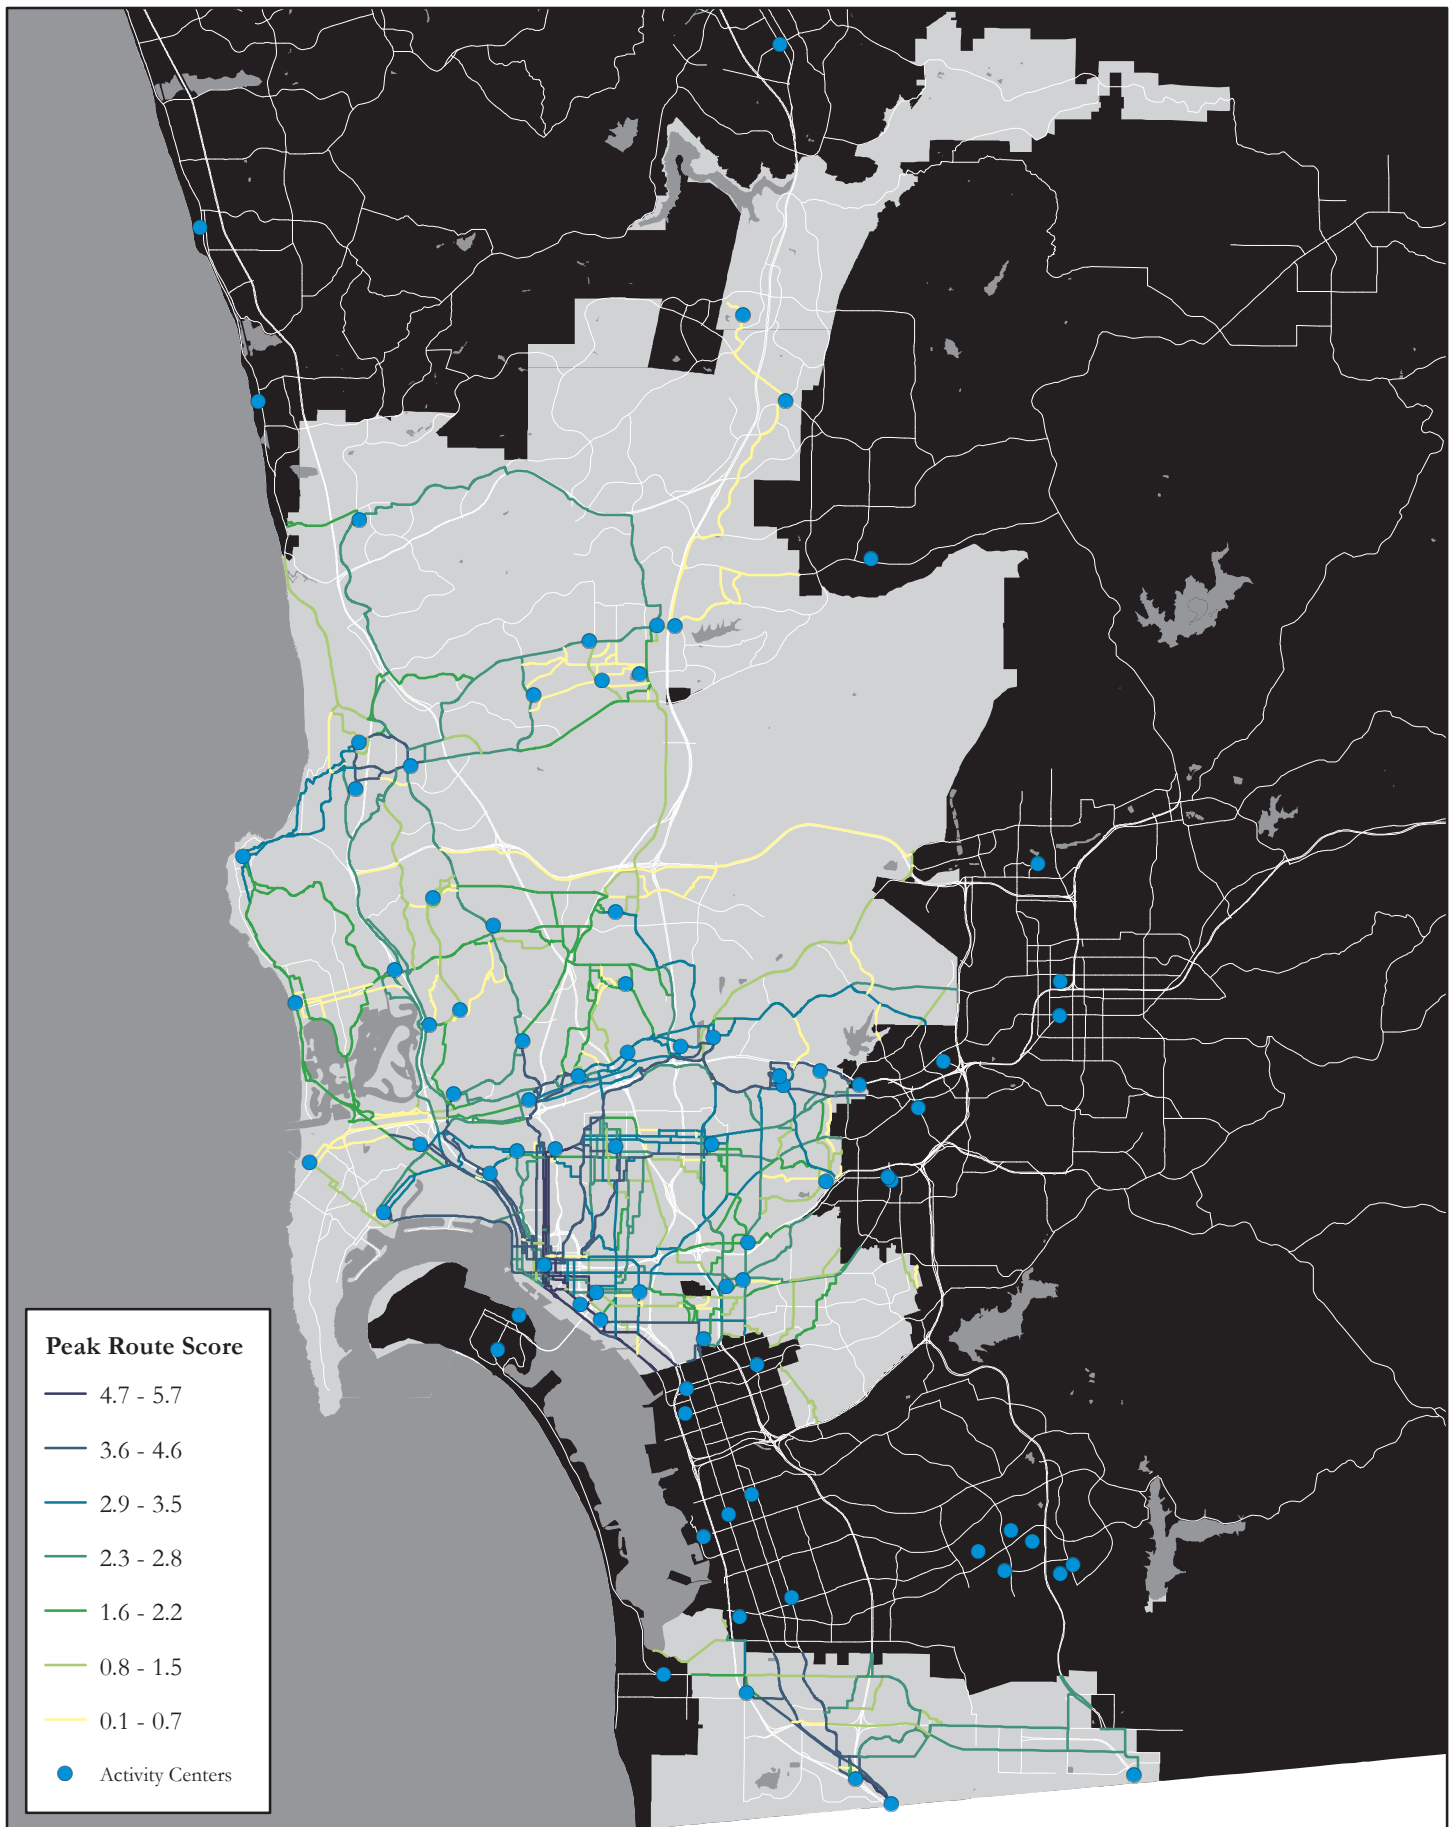 Peak Route Score
4.7 - 5.7
3.6 - 4.6
2.9 - 3.5
2.3 - 2.8
1.6 - 2.2
0.8 - 1.5
0.1 - 0.7
Activity Centers